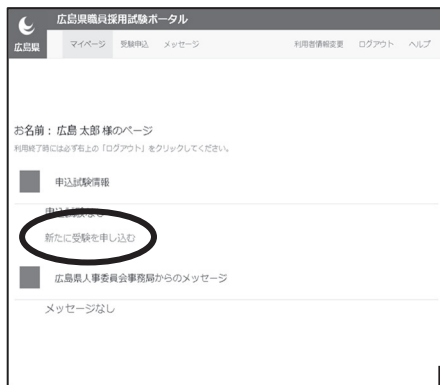 広島県職員採用試験ポータル
広島県
マイページ 受験申込 メッセージ 利用者情報変更 ログアウト ヘルプ
お名前： 広島 太郎 様のページ
利用終了時には必ず右上の「ログアウト」をクリックしてください。
申込試験情報
申込試験なし
新たに受験を申し込む
広島県人事委員会事務局からのメッセージ
メッセージなし